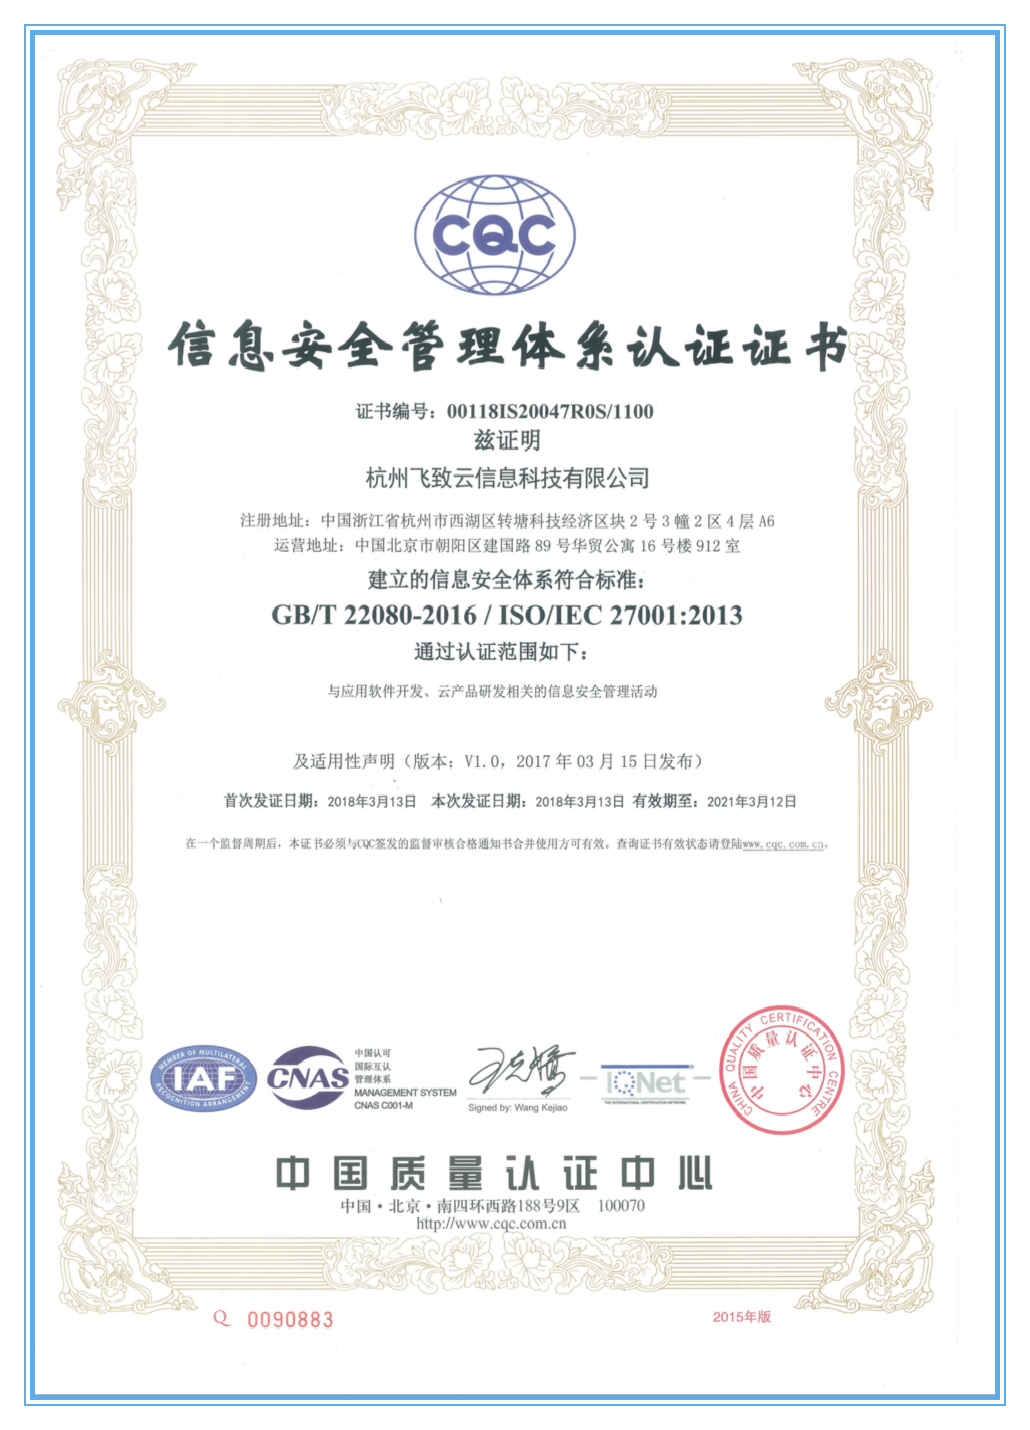 CQC
信息安全管理体系认证证书
证书编号：00118IS20047R0S/1100
兹证明
杭州飞致云信息科技有限公司
注册地址：中国浙江省杭州市西湖区转塘科技经济区块 2 号 3 幢 2 区 4 层 A6
运营地址：中国北京市朝阳区建国路 89 号华贸公寓 16 号楼 912 室
建立的信息安全体系符合标准：
GB/T 22080-2016 / ISO/IEC 27001:2013
通过认证范围如下：
与应用软件开发、云产品研发相关的信息安全管理活动
及适用性声明（版本：V1.0，2017 年 03 月 15 日发布）
首次发证日期：2018年3月13日 本次发证日期：2018年3月13日 有效期至：2021年3月12日
在一个监督周期后，本证书必须与CQC签发的监督审核合格通知书合并使用方可有效。查询证书有效状态请登陆www.cqc.com.cn。
MEMBER OF MULTILATERAL
IAF
RECOGNITION ARRANGEMENT
CNAS
中国认可
国际互认
管理体系
MANAGEMENT SYSTEM
CNAS C001-M
Signed by: Wang Kejiao
IQNet
THE INTERNATIONAL CERTIFICATION NETWORK
CHINA QUALITY CERTIFICATION CENTRE
中国质量认证中心
中国质量认证中心
中国·北京·南四环西路188号9区 100070
http://www.cqc.com.cn
Q 0090883
2015年版